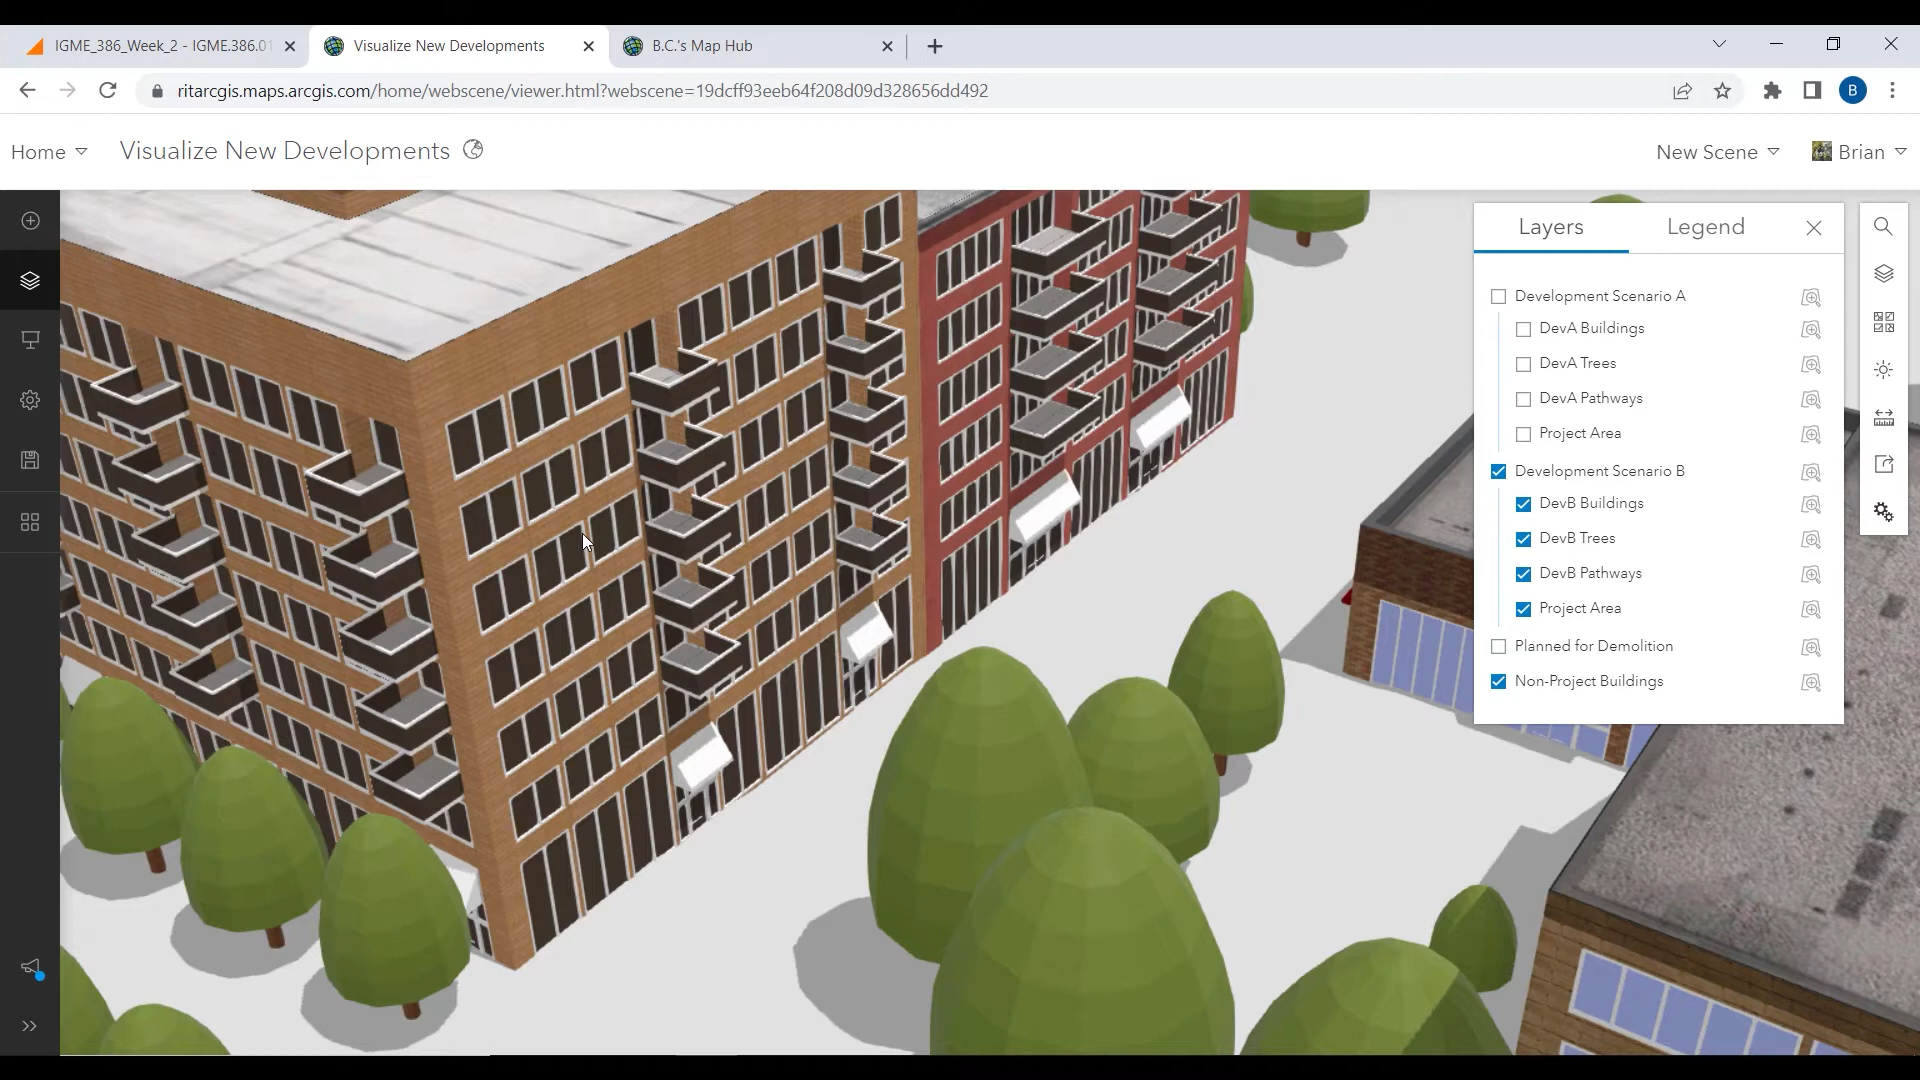 IGME_386_Week_2 - IGME.386.01
Visualize New Developments
B.C.'s Map Hub
ritarcgis.maps.arcgis.com/home/webscene/viewer.html?webscene=19dcff93eeb64f208d09d328656dd492
B
Home
Visualize New Developments
New Scene
Brian
Layers
Legend
Development Scenario A
DevA Buildings
DevA Trees
DevA Pathways
Project Area
Development Scenario B
DevB Buildings
DevB Trees
DevB Pathways
Project Area
Planned for Demolition
Non-Project Buildings